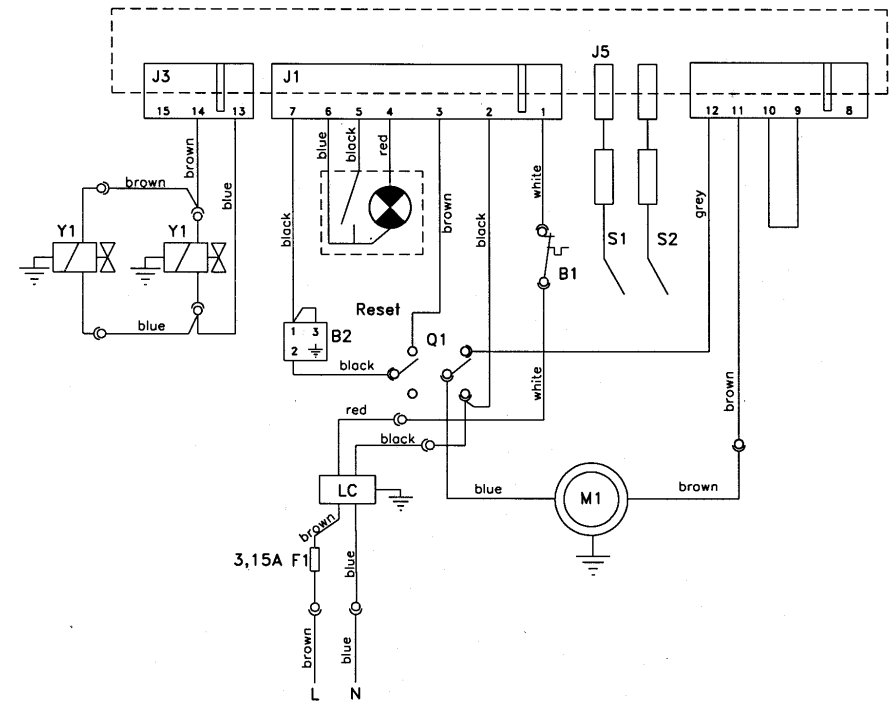 J5
J3
J1
15 14 13
7 6 5 4 3 2 1
12 11 10 9 8
brown
blue
black
red
white
brown
blue
grey
black
brown
black
Y1
Y1
S1
S2
B1
Reset
blue
1 3
2
B2
Q1
black
white
brown
red
black
LC
blue
M1
brown
brown
3,15A F1
blue
brown
blue
L N